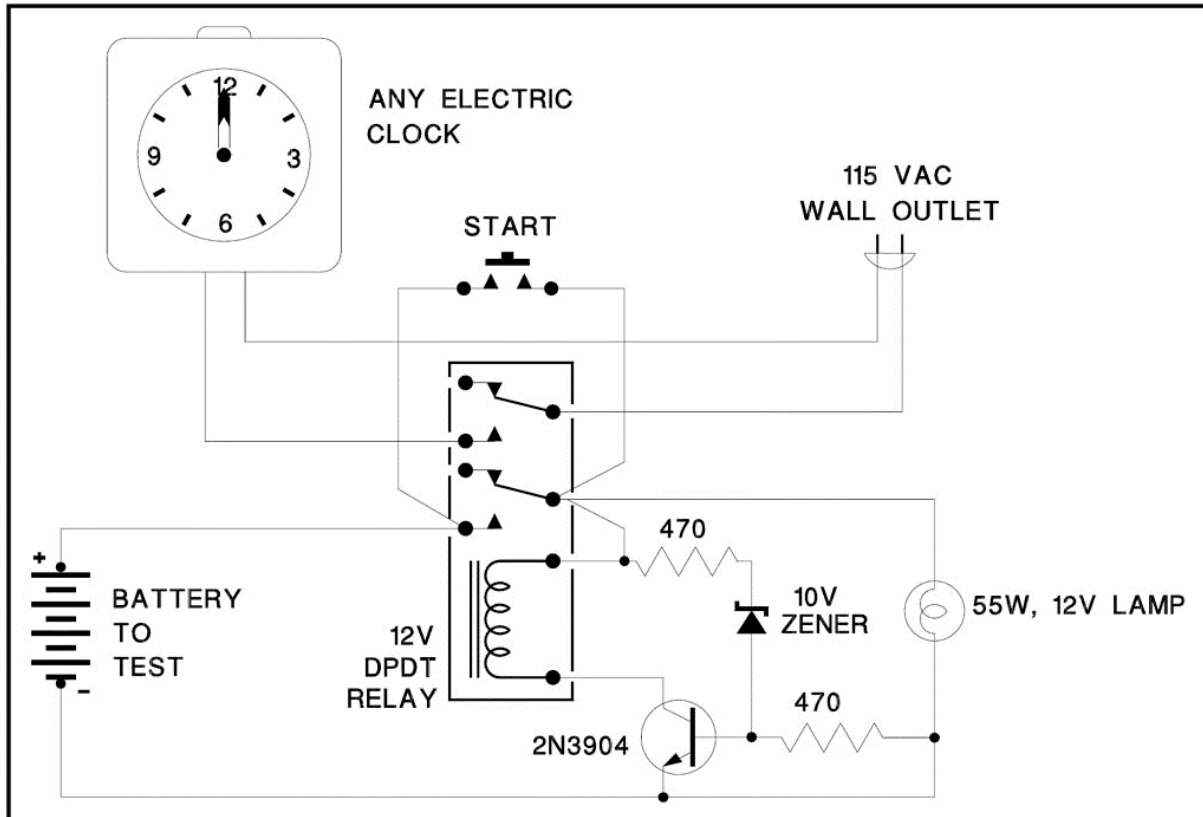 12
9
3
6
ANY ELECTRIC
CLOCK
115 VAC
WALL OUTLET
START
470
+
BATTERY
TO
TEST
-
12V
DPDT
RELAY
10V
ZENER
55W, 12V LAMP
470
2N3904